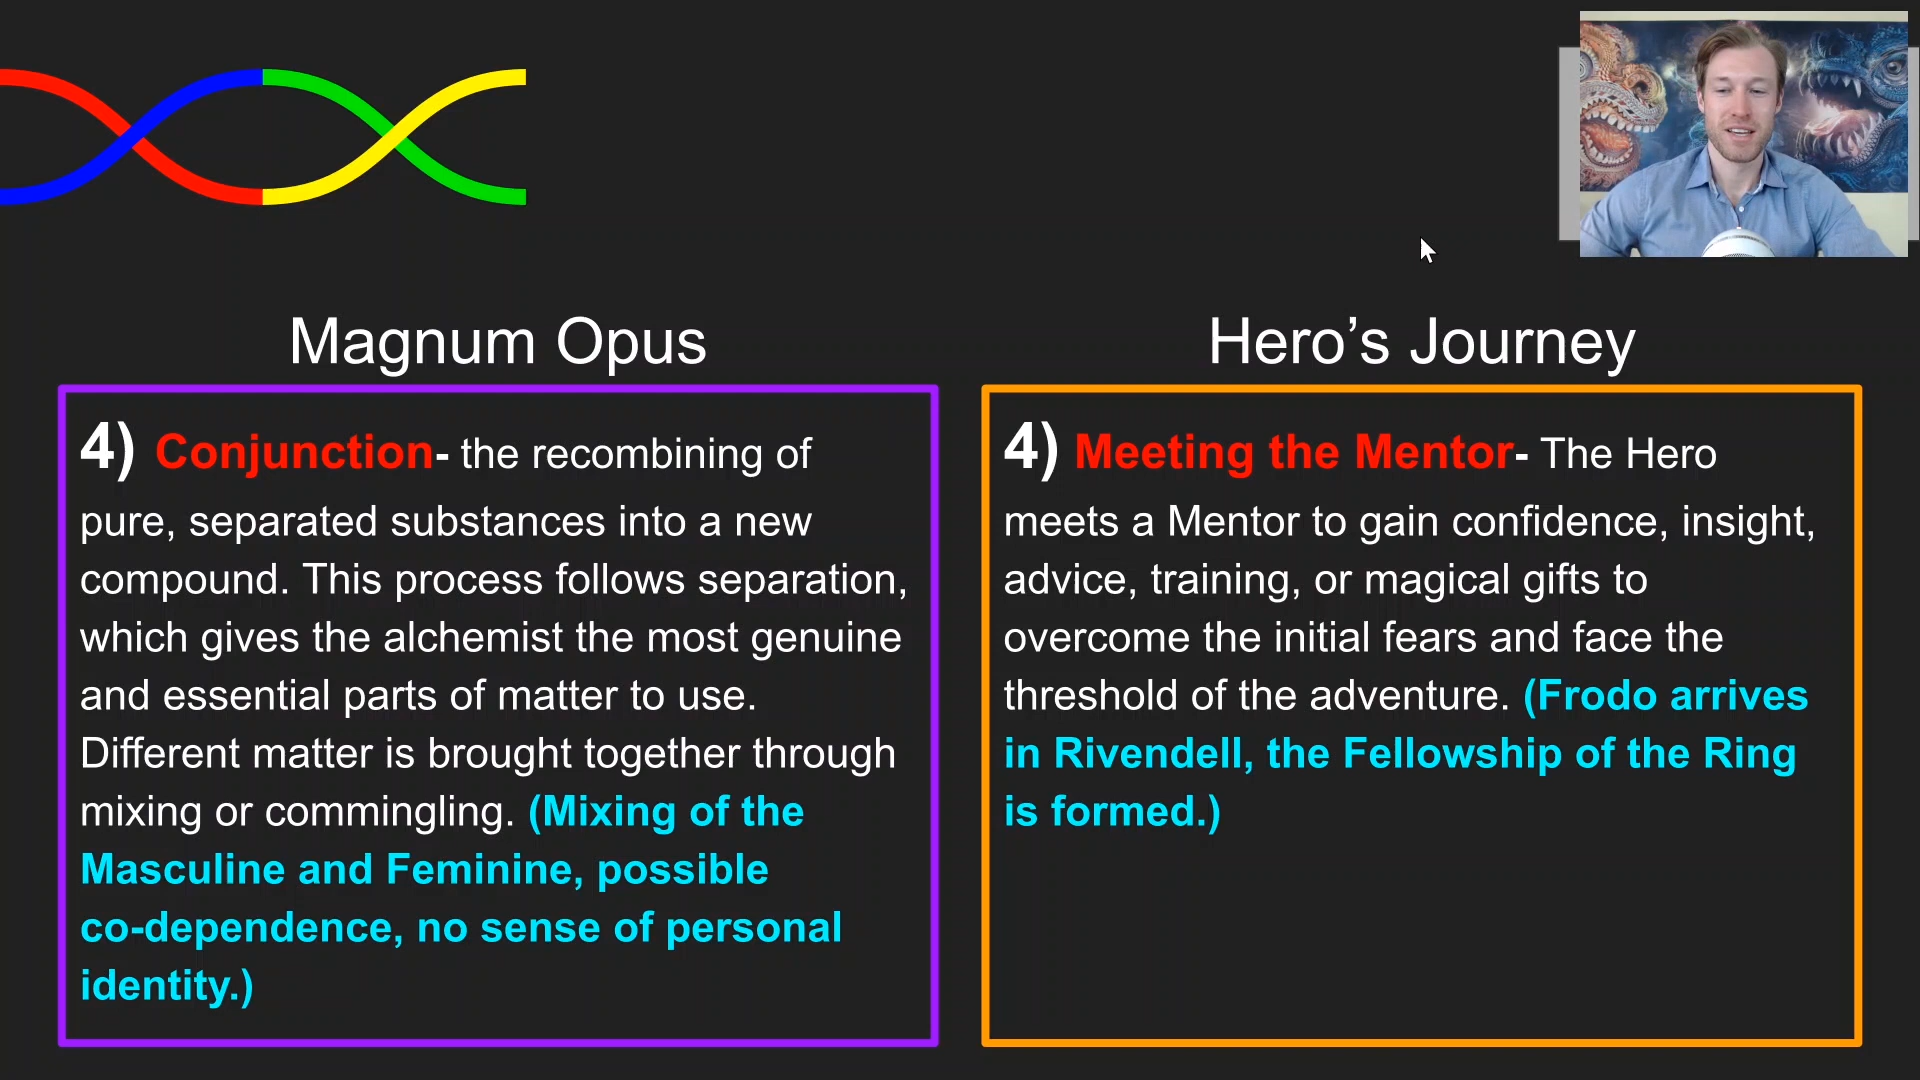 Magnum Opus
Hero’s Journey
4) Conjunction- the recombining of
pure, separated substances into a new
compound. This process follows separation,
which gives the alchemist the most genuine
and essential parts of matter to use.
Different matter is brought together through
mixing or commingling. (Mixing of the
Masculine and Feminine, possible
co-dependence, no sense of personal
identity.)
4) Meeting the Mentor- The Hero
meets a Mentor to gain confidence, insight,
advice, training, or magical gifts to
overcome the initial fears and face the
threshold of the adventure. (Frodo arrives
in Rivendell, the Fellowship of the Ring
is formed.)